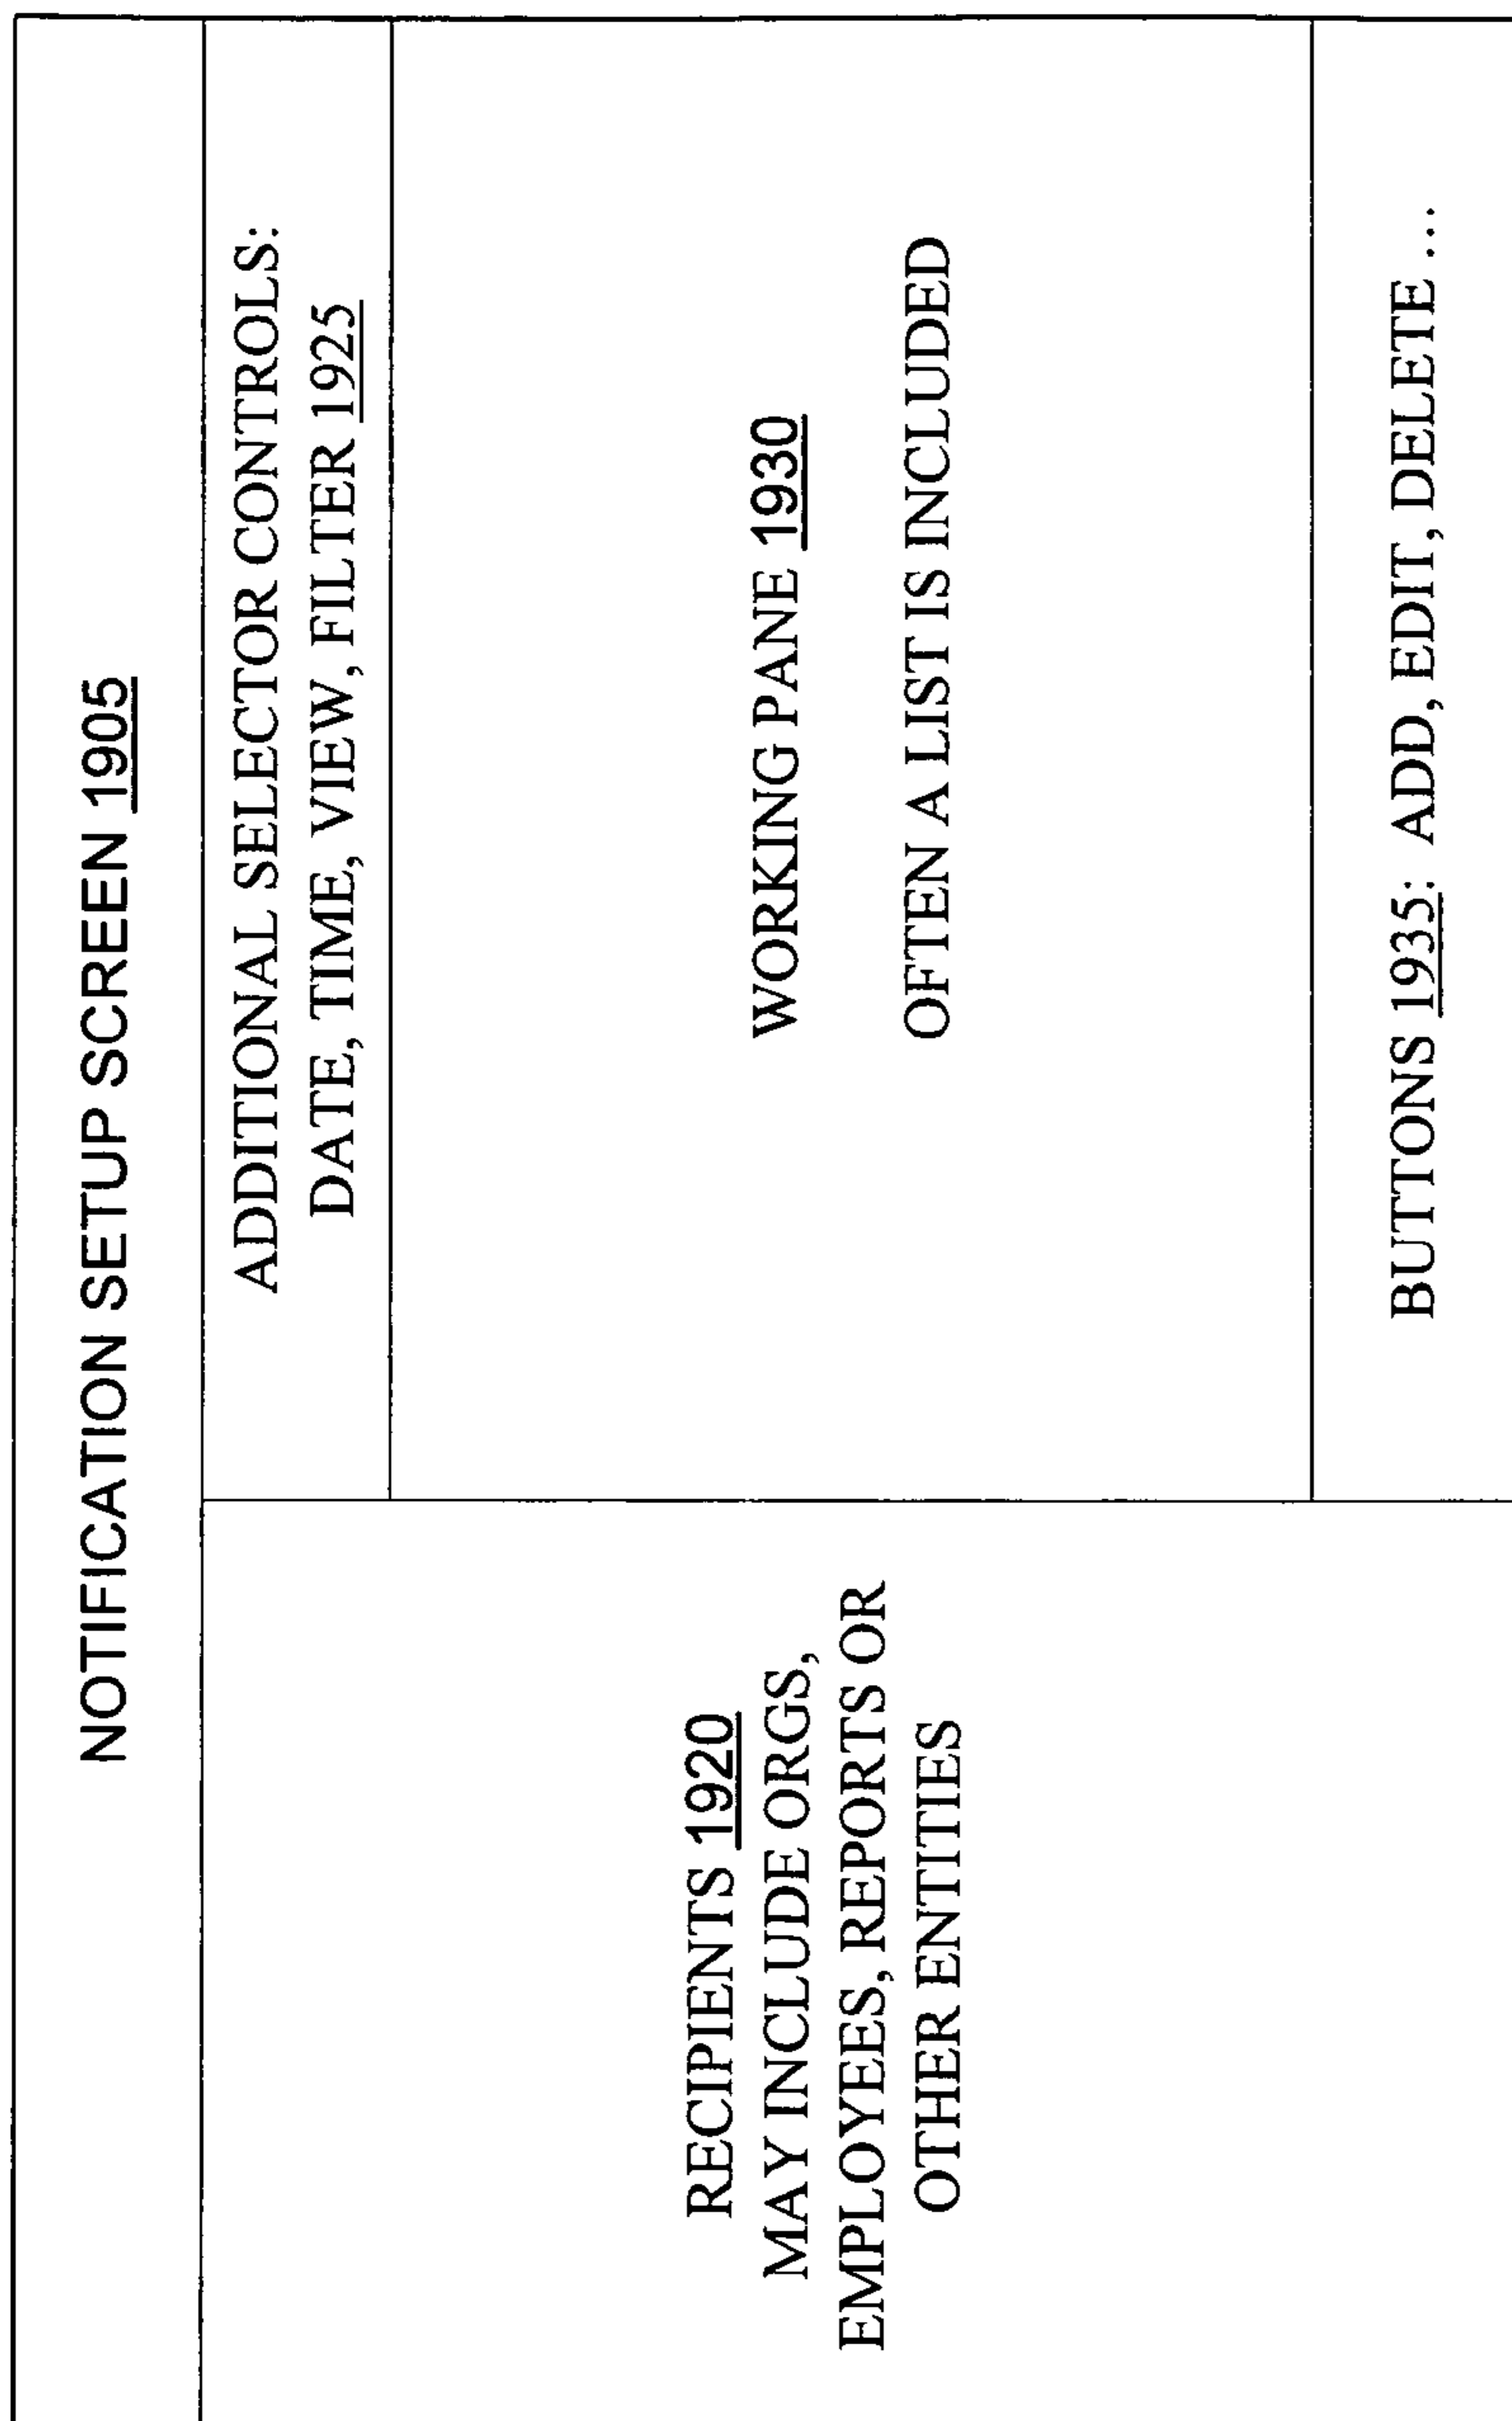 NOTIFICATION SETUP SCREEN 1905
RECIPIENTS 1920
MAY INCLUDE ORGS,
EMPLOYEES, REPORTS OR
OTHER ENTITIES
ADDITIONAL SELECTOR CONTROLS:
DATE, TIME, VIEW, FILTER 1925
WORKING PANE 1930
OFTEN A LIST IS INCLUDED
BUTTONS 1935: ADD, EDIT, DELETE ...